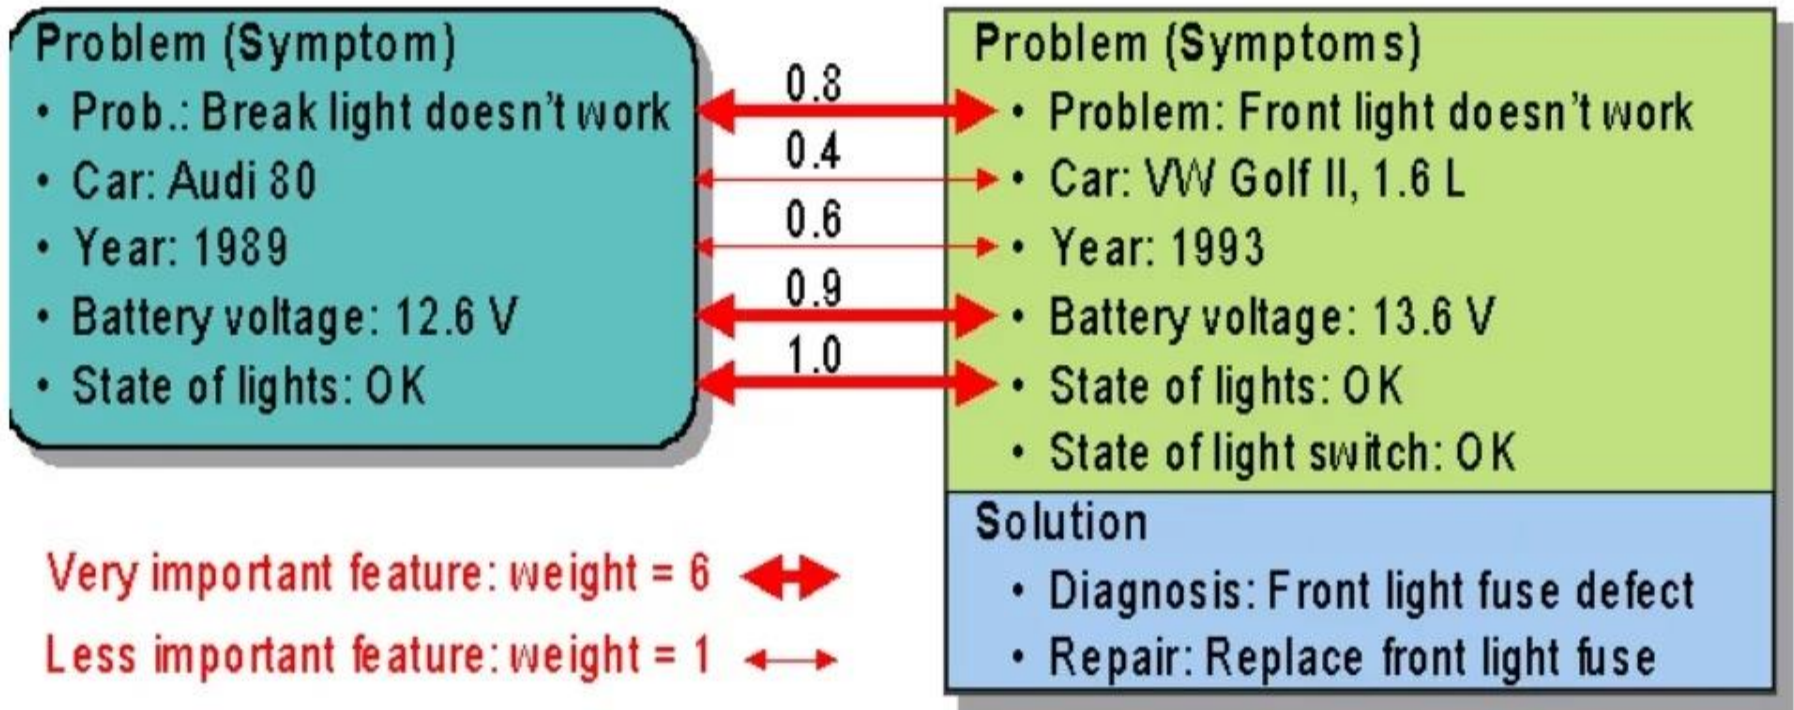 Problem (Symptom)
• Prob.: Break light doesn't work
• Car: Audi 80
• Year: 1989
• Battery voltage: 12.6 V
• State of lights: OK
0.8
0.4
0.6
0.9
1.0
Problem (Symptoms)
• Problem: Front light doesn't work
• Car: VW Golf II, 1.6 L
• Year: 1993
• Battery voltage: 13.6 V
• State of lights: OK
• State of light switch: OK
Solution
• Diagnosis: Front light fuse defect
• Repair: Replace front light fuse
Very important feature: weight = 6
Less important feature: weight = 1